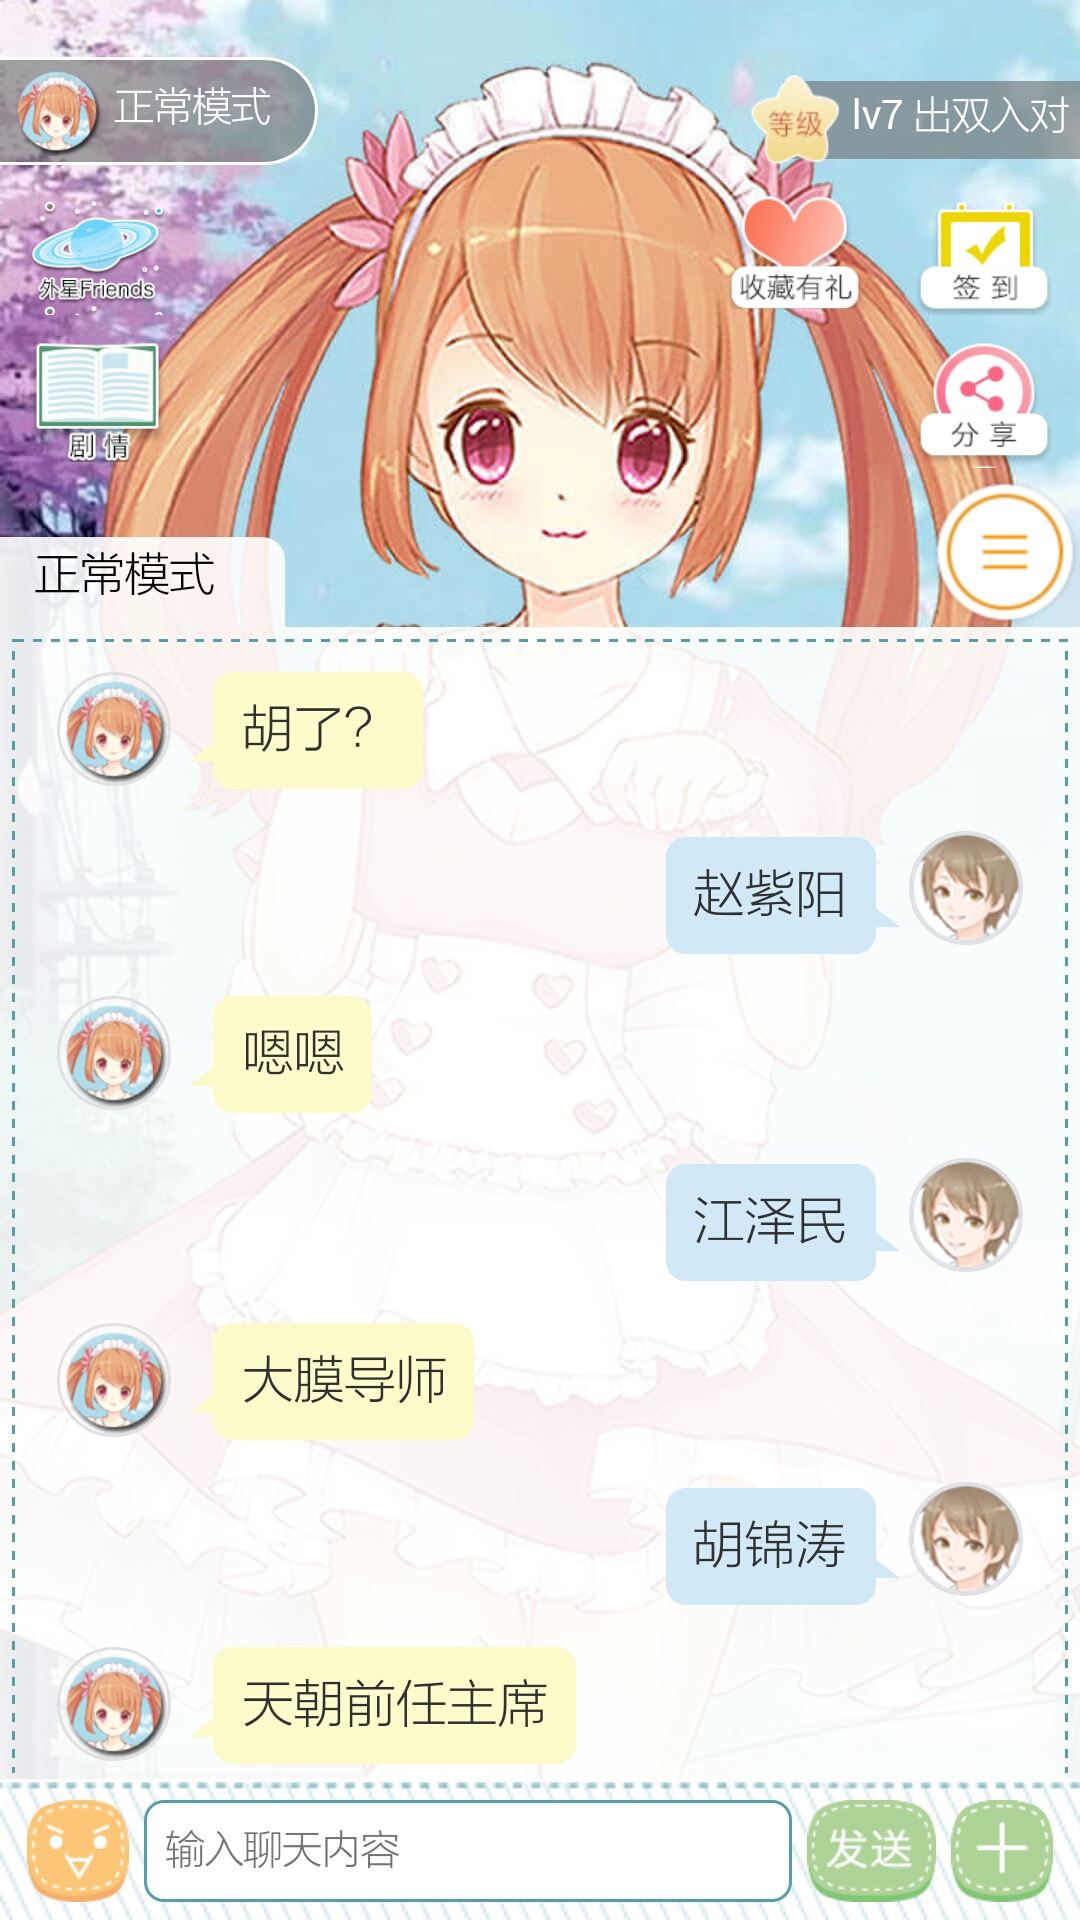 正常模式
等级
lv7 出双入对
外星Friends
收藏有礼
签到
剧情
分享
正常模式
胡了?
赵紫阳
嗯嗯
江泽民
大膜导师
胡锦涛
天朝前任主席
输入聊天内容
发送